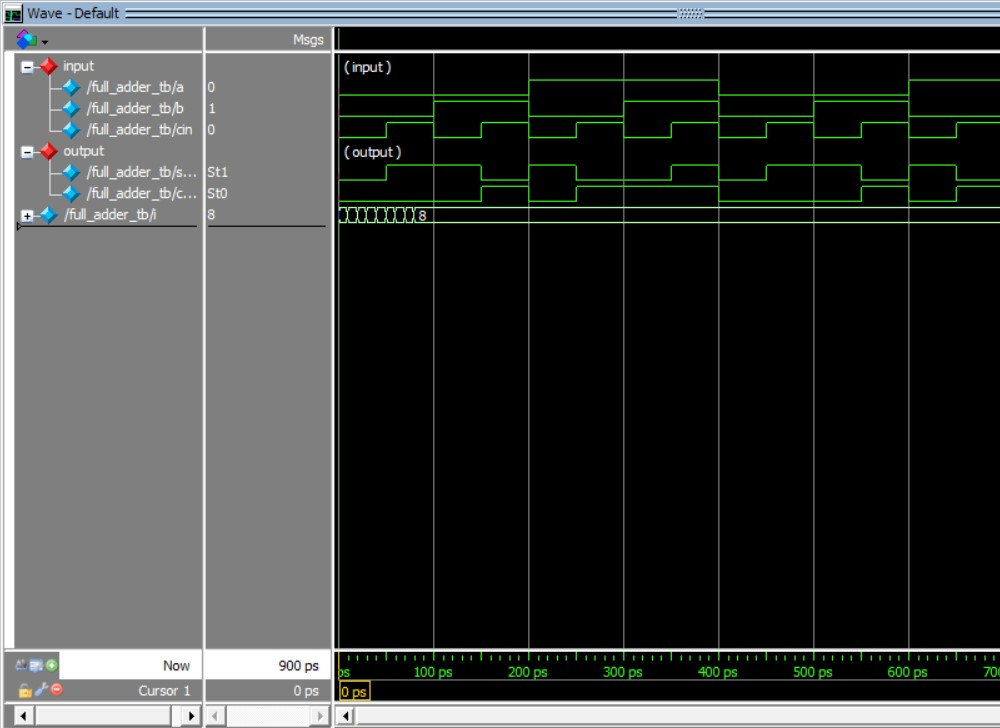 Wave - Default
Msgs
input
(input)
/full_adder_tb/a 0
/full_adder_tb/b 1
/full_adder_tb/cin 0
output
(output)
/full_adder_tb/s... St1
/full_adder_tb/c... St0
/full_adder_tb/i 8
8
Now 900 ps
ps 100 ps 200 ps 300 ps 400 ps 500 ps 600 ps 700
Cursor 1 0 ps
0 ps